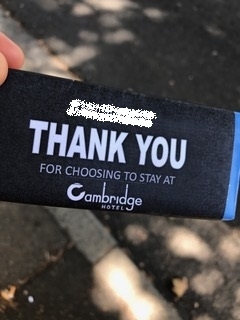 THANK YOU
FOR CHOOSING TO STAY AT
Cambridge
HOTEL